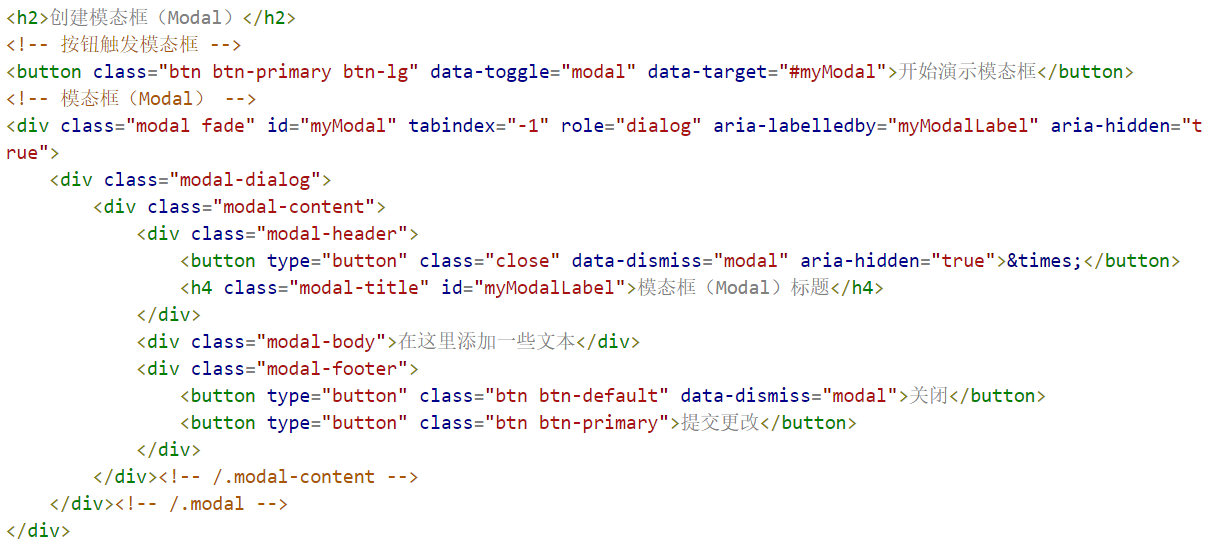 <h2>创建模态框（Modal）</h2>
<!-- 按钮触发模态框 -->
<button class="btn btn-primary btn-lg" data-toggle="modal" data-target="#myModal">开始演示模态框</button>
<!-- 模态框（Modal） -->
<div class="modal fade" id="myModal" tabindex="-1" role="dialog" aria-labelledby="myModalLabel" aria-hidden="t
rue">
    <div class="modal-dialog">
        <div class="modal-content">
            <div class="modal-header">
                <button type="button" class="close" data-dismiss="modal" aria-hidden="true">&times;</button>
                <h4 class="modal-title" id="myModalLabel">模态框（Modal）标题</h4>
            </div>
            <div class="modal-body">在这里添加一些文本</div>
            <div class="modal-footer">
                <button type="button" class="btn btn-default" data-dismiss="modal">关闭</button>
                <button type="button" class="btn btn-primary">提交更改</button>
            </div>
        </div><!-- /.modal-content -->
    </div><!-- /.modal -->
</div>